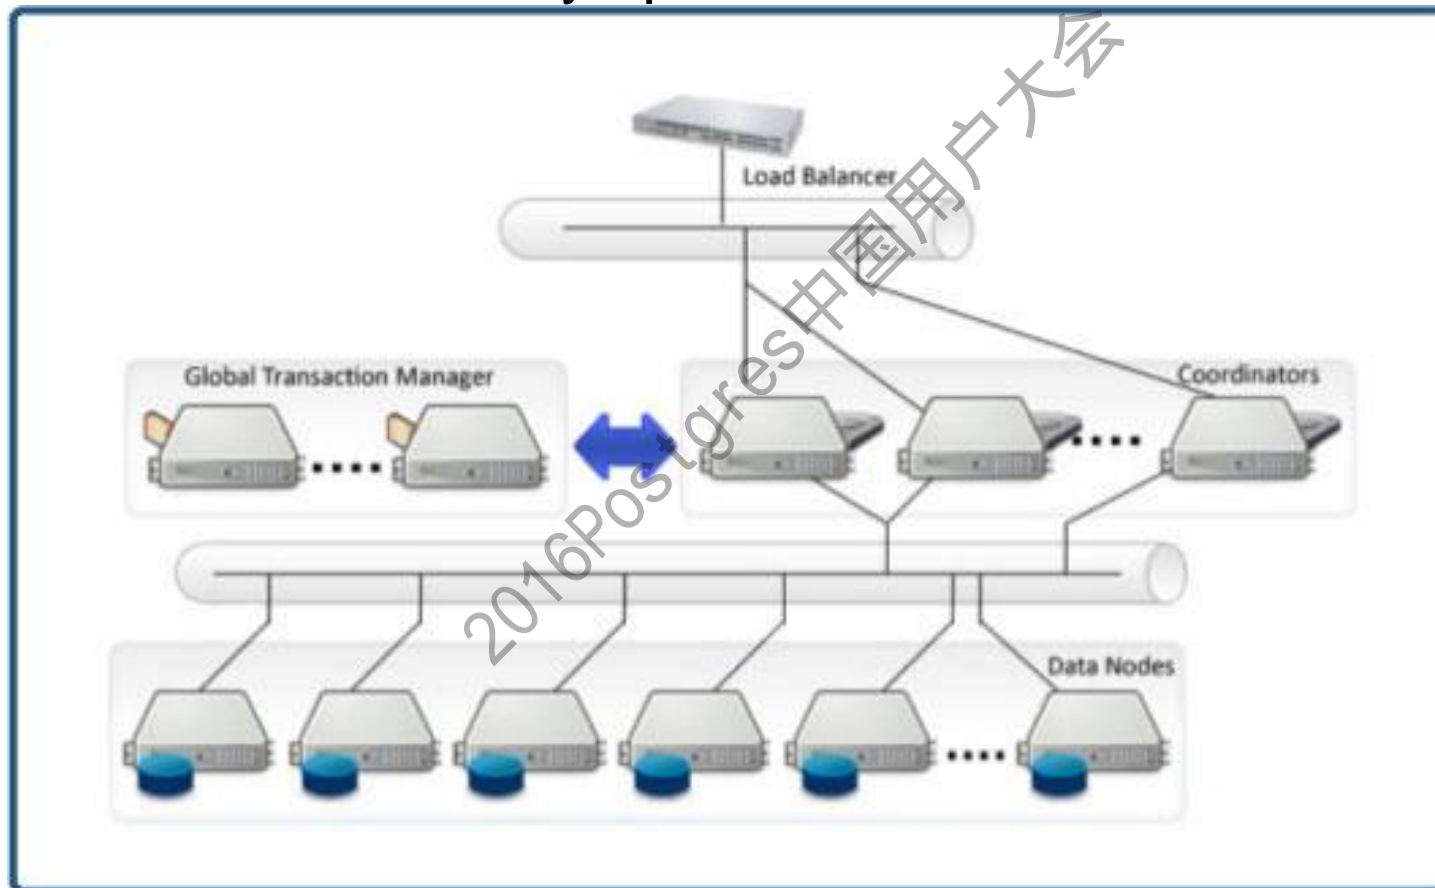 Load Balancer
Global Transaction Manager
Coordinators
Data Nodes
2016Postgres中国用户大会